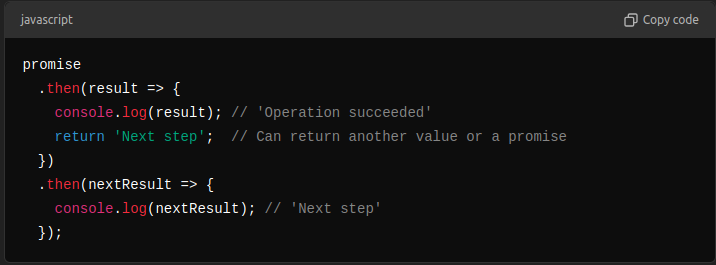 javascript Copy code
promise
  .then(result => {
    console.log(result); // 'Operation succeeded'
    return 'Next step';  // Can return another value or a promise
  })
  .then(nextResult => {
    console.log(nextResult); // 'Next step'
  });